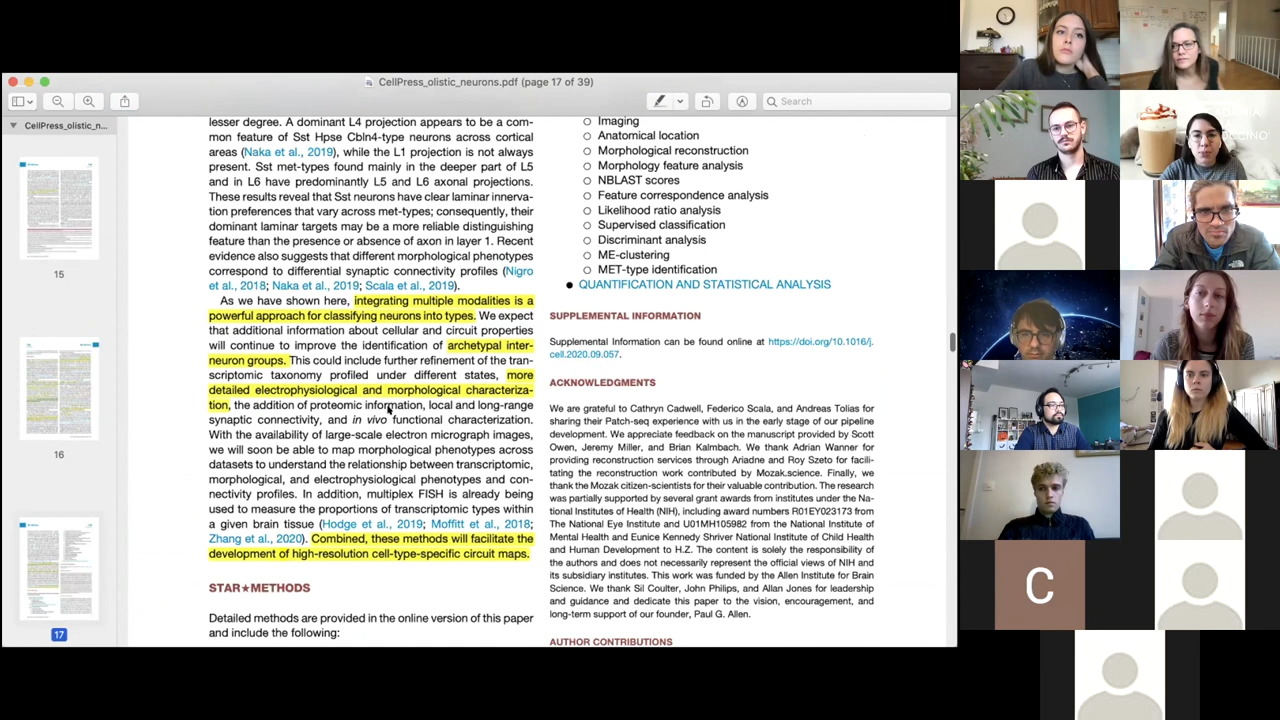 CellPress_olistic_neurons.pdf (page 17 of 39)
Search
CellPress_olistic_n...
15
16
17
lesser degree. A dominant L4 projection appears to be a com-
mon feature of Sst Hpse Cbln4-type neurons across cortical
areas (Naka et al., 2019), while the L1 projection is not always
present. Sst met-types found mainly in the deeper part of L5
and in L6 have predominantly L5 and L6 axonal projections.
These results reveal that Sst neurons have clear laminar innerva-
tion preferences that vary across met-types; consequently, their
dominant laminar targets may be a more reliable distinguishing
feature than the presence or absence of axon in layer 1. Recent
evidence also suggests that different morphological phenotypes
correspond to differential synaptic connectivity profiles (Nigro
et al., 2018; Naka et al., 2019; Scala et al., 2019).
As we have shown here, integrating multiple modalities is a
powerful approach for classifying neurons into types. We expect
that additional information about cellular and circuit properties
will continue to improve the identification of archetypal inter-
neuron groups. This could include further refinement of the tran-
scriptomic taxonomy profiled under different states, more
detailed electrophysiological and morphological characteriza-
tion, the addition of proteomic information, local and long-range
synaptic connectivity, and in vivo functional characterization.
With the availability of large-scale electron micrograph images,
we will soon be able to map morphological phenotypes across
datasets to understand the relationship between transcriptomic,
morphological, and electrophysiological phenotypes and con-
nectivity profiles. In addition, multiplex FISH is already being
used to measure the proportions of transcriptomic types within
a given brain tissue (Hodge et al., 2019; Moffitt et al., 2018;
Zhang et al., 2020). Combined, these methods will facilitate the
development of high-resolution cell-type-specific circuit maps.
STAR★METHODS
Detailed methods are provided in the online version of this paper
and include the following:
○ Imaging
○ Anatomical location
○ Morphological reconstruction
○ Morphology feature analysis
○ NBLAST scores
○ Feature correspondence analysis
○ Likelihood ratio analysis
○ Supervised classification
○ Discriminant analysis
○ ME-clustering
○ MET-type identification
● QUANTIFICATION AND STATISTICAL ANALYSIS
SUPPLEMENTAL INFORMATION
Supplemental Information can be found online at https://doi.org/10.1016/j.
cell.2020.09.057.
ACKNOWLEDGMENTS
We are grateful to Cathryn Cadwell, Federico Scala, and Andreas Tolias for
sharing their Patch-seq experience with us in the early stage of our pipeline
development. We appreciate feedback on the manuscript provided by Scott
Owen, Jeremy Miller, and Brian Kalmbach. We thank Adrian Wanner for
providing reconstruction services through Ariadne and Roy Szeto for facili-
tating the reconstruction work contributed by Mozak.science. Finally, we
thank the Mozak citizen-scientists for their valuable contribution. The research
was partially supported by several grant awards from institutes under the Na-
tional Institutes of Health (NIH), including award numbers R01EY023173 from
The National Eye Institute and U01MH105982 from the National Institute of
Mental Health and Eunice Kennedy Shriver National Institute of Child Health
and Human Development to H.Z. The content is solely the responsibility of
the authors and does not necessarily represent the official views of NIH and
its subsidiary institutes. This work was funded by the Allen Institute for Brain
Science. We thank Sil Coulter, John Philips, and Allan Jones for leadership
and guidance and dedicate this paper to the vision, encouragement, and
long-term support of our founder, Paul G. Allen.
AUTHOR CONTRIBUTIONS
C